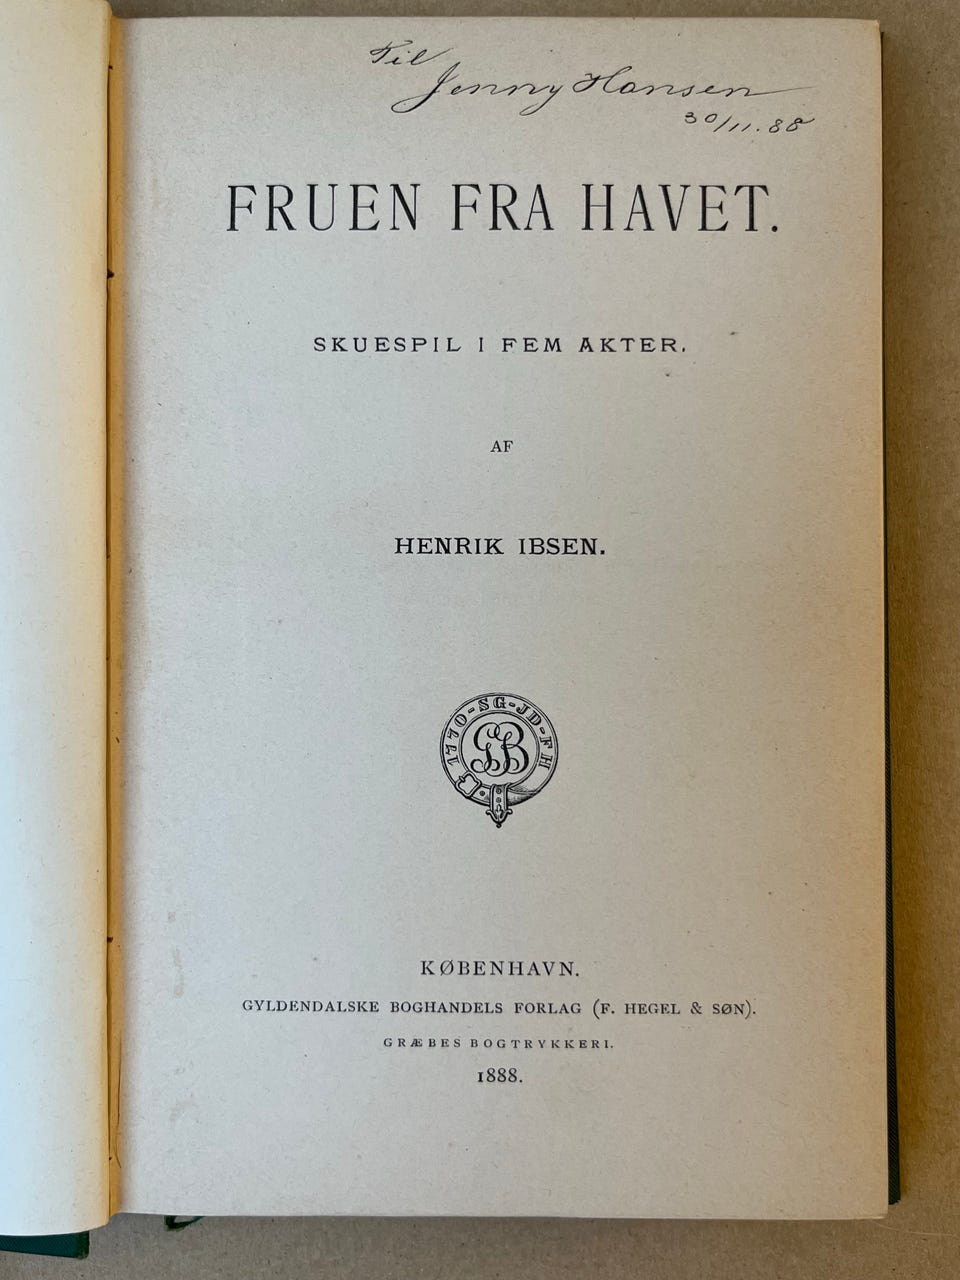 Til
Jenny Hansen
30/11.88
FRUEN FRA HAVET.
SKUESPIL I FEM AKTER.
AF
HENRIK IBSEN.
1770-SG-JD-FH
GB
KØBENHAVN.
GYLDENDALSKE BOGHANDELS FORLAG (F. HEGEL & SØN).
GRÆBES BOGTRYKKERI.
1888.